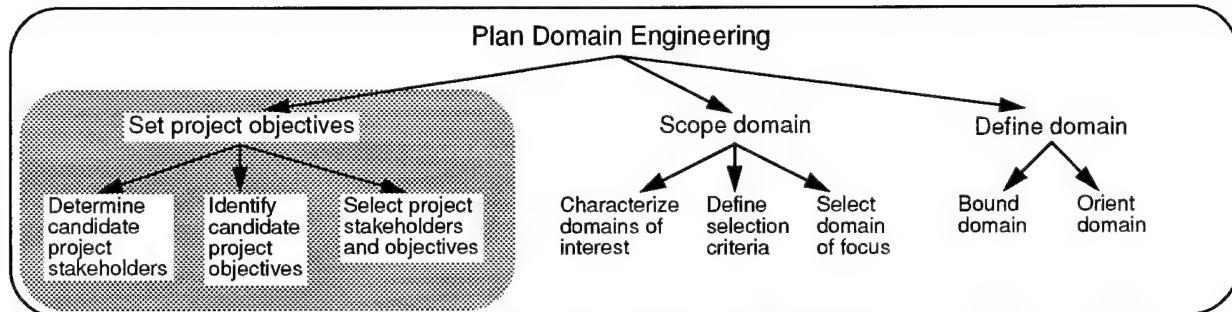 Plan Domain Engineering
Set project objectives
Scope domain
Define domain
Determine
candidate
project
stakeholders
Identify
candidate
project
objectives
Select project
stakeholders
and objectives
Characterize
domains of
interest
Define
selection
criteria
Select
domain
of focus
Bound
domain
Orient
domain